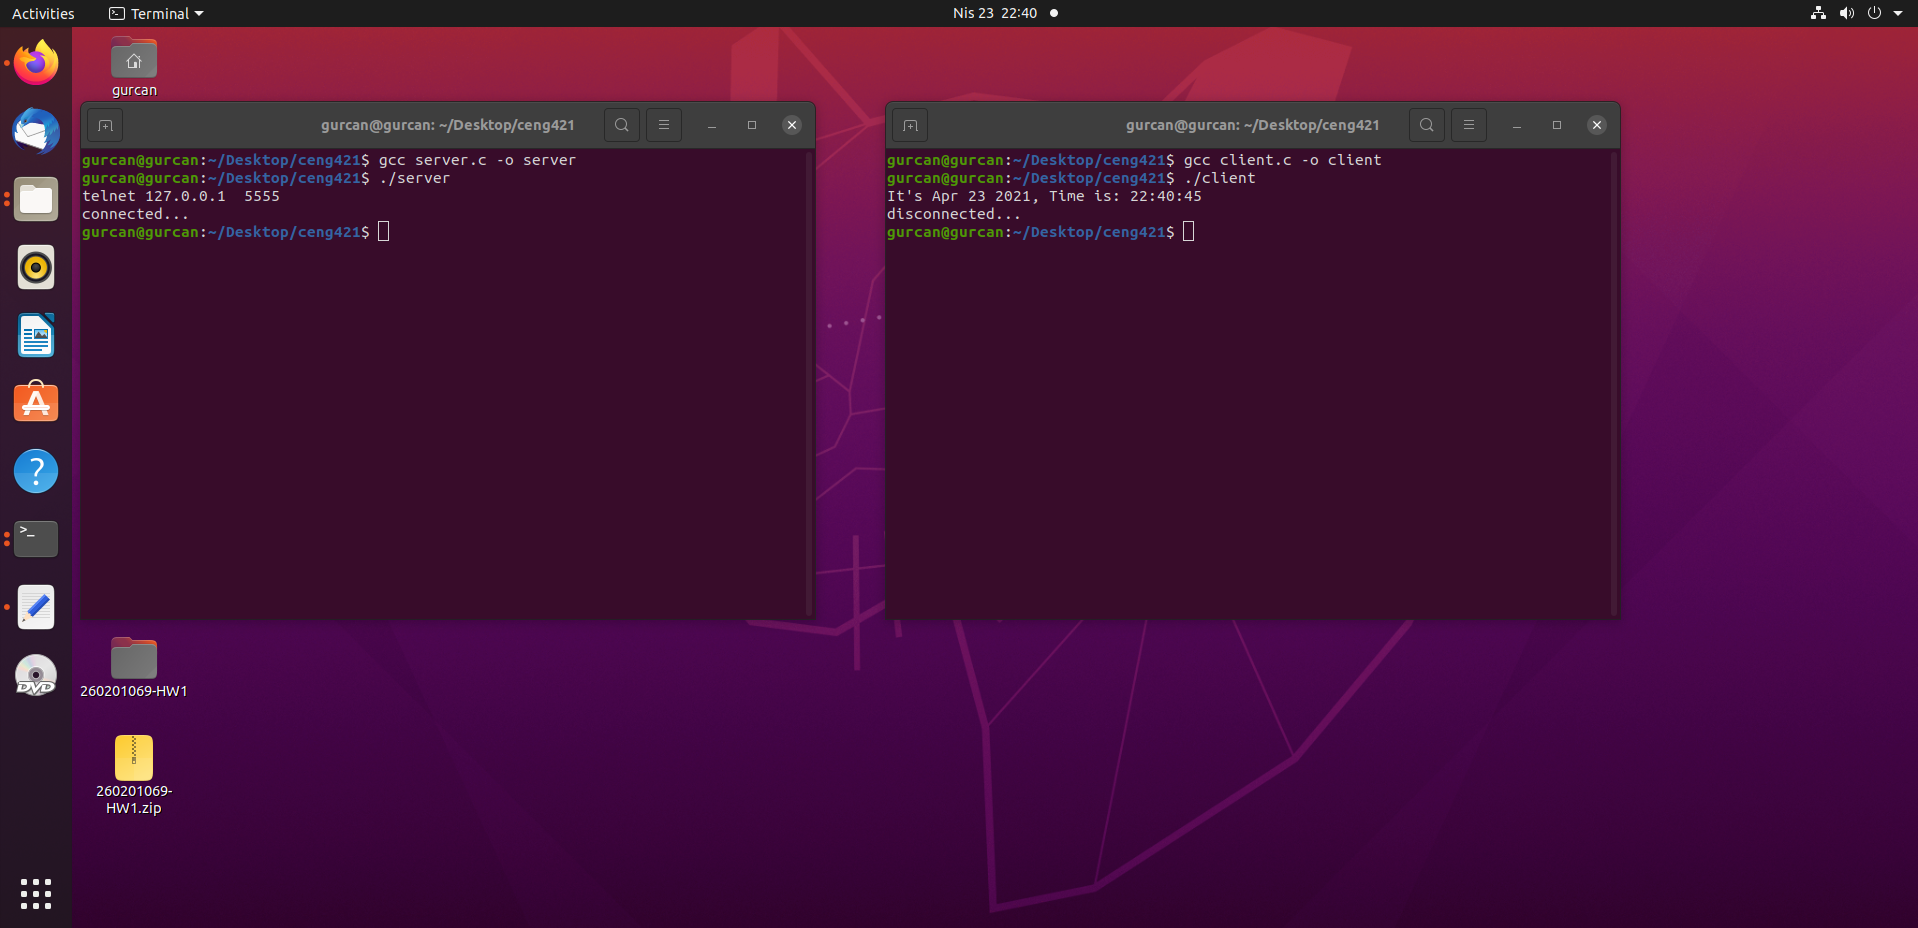 Activities
Terminal
Nis 23 22:40
gurcan
gurcan@gurcan: ~/Desktop/ceng421
gurcan@gurcan:~/Desktop/ceng421$ gcc server.c -o server
gurcan@gurcan:~/Desktop/ceng421$ ./server
telnet 127.0.0.1  5555
connected...
gurcan@gurcan:~/Desktop/ceng421$
gurcan@gurcan: ~/Desktop/ceng421
gurcan@gurcan:~/Desktop/ceng421$ gcc client.c -o client
gurcan@gurcan:~/Desktop/ceng421$ ./client
It's Apr 23 2021, Time is: 22:40:45
disconnected...
gurcan@gurcan:~/Desktop/ceng421$
?
>_
DVD
260201069-HW1
260201069-
HW1.zip